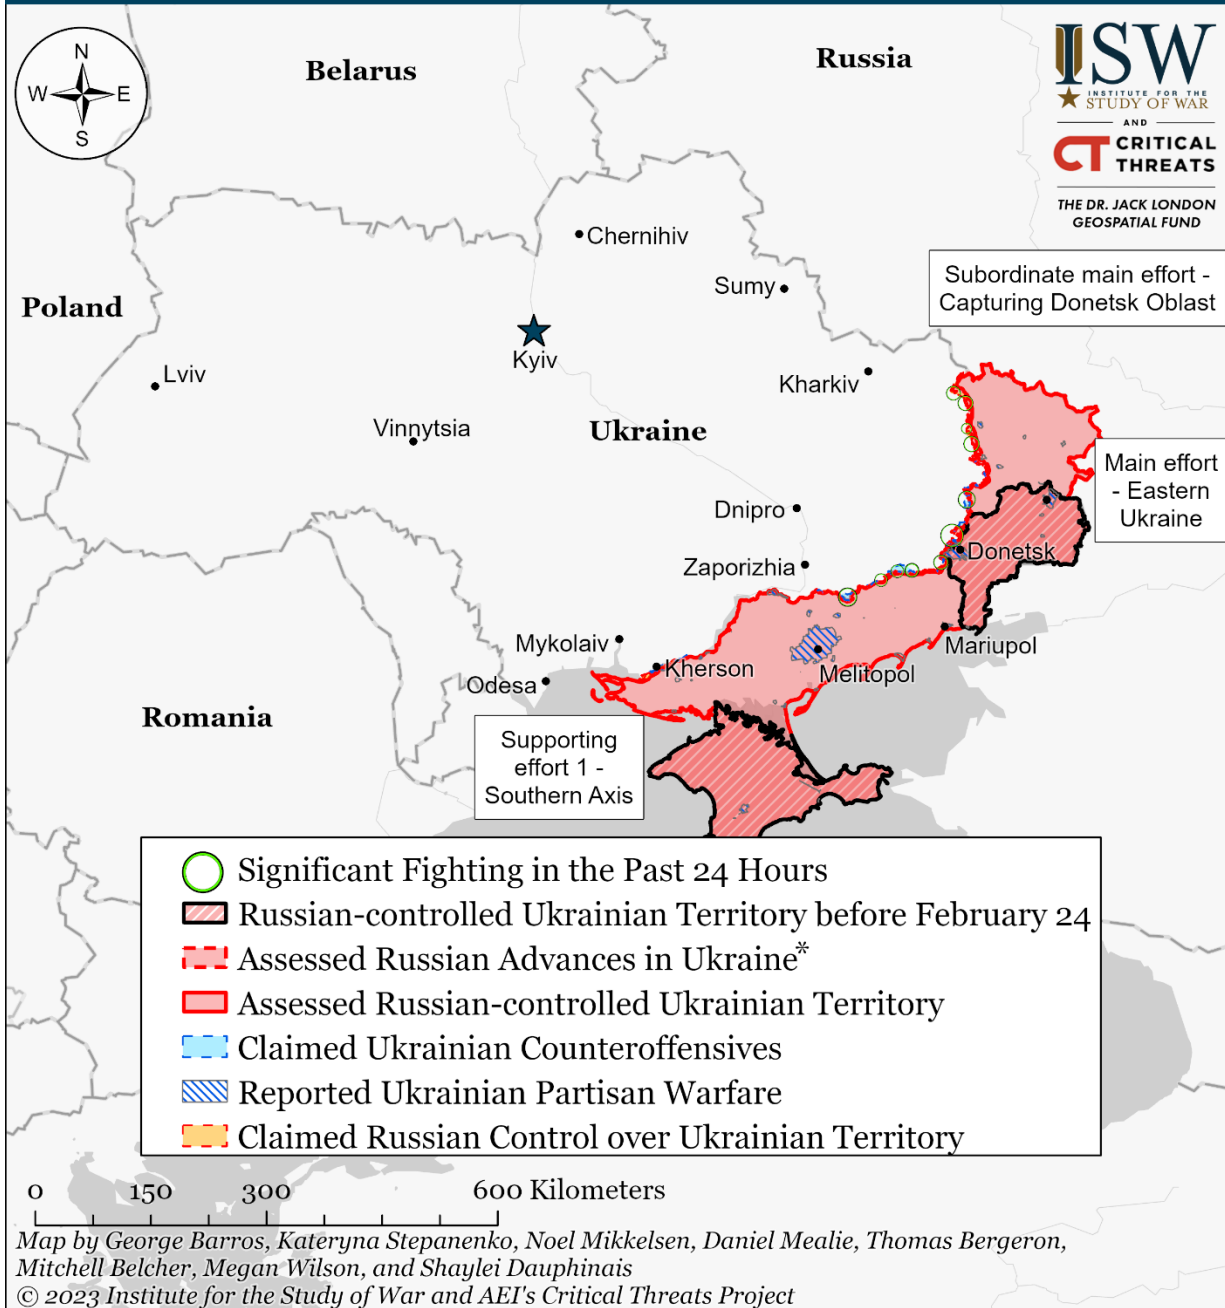 N
W
E
S
Belarus
Russia
ISW
INSTITUTE FOR THE
STUDY OF WAR
AND
CT CRITICAL
THREATS
THE DR. JACK LONDON
GEOSPATIAL FUND
Chernihiv
Subordinate main effort -
Capturing Donetsk Oblast
Sumy
Poland
Kyiv
Lviv
Kharkiv
Vinnytsia
Ukraine
Main effort
- Eastern
Ukraine
Dnipro
Donetsk
Zaporizhia
Mykolaiv
Mariupol
Kherson
Melitopol
Odesa
Romania
Supporting
effort 1 -
Southern Axis
Significant Fighting in the Past 24 Hours
Russian-controlled Ukrainian Territory before February 24
Assessed Russian Advances in Ukraine*
Assessed Russian-controlled Ukrainian Territory
Claimed Ukrainian Counteroffensives
Reported Ukrainian Partisan Warfare
Claimed Russian Control over Ukrainian Territory
0 150 300 600 Kilometers
Map by George Barros, Kateryna Stepanenko, Noel Mikkelsen, Daniel Mealie, Thomas Bergeron,
Mitchell Belcher, Megan Wilson, and Shaylei Dauphinais
© 2023 Institute for the Study of War and AEI's Critical Threats Project